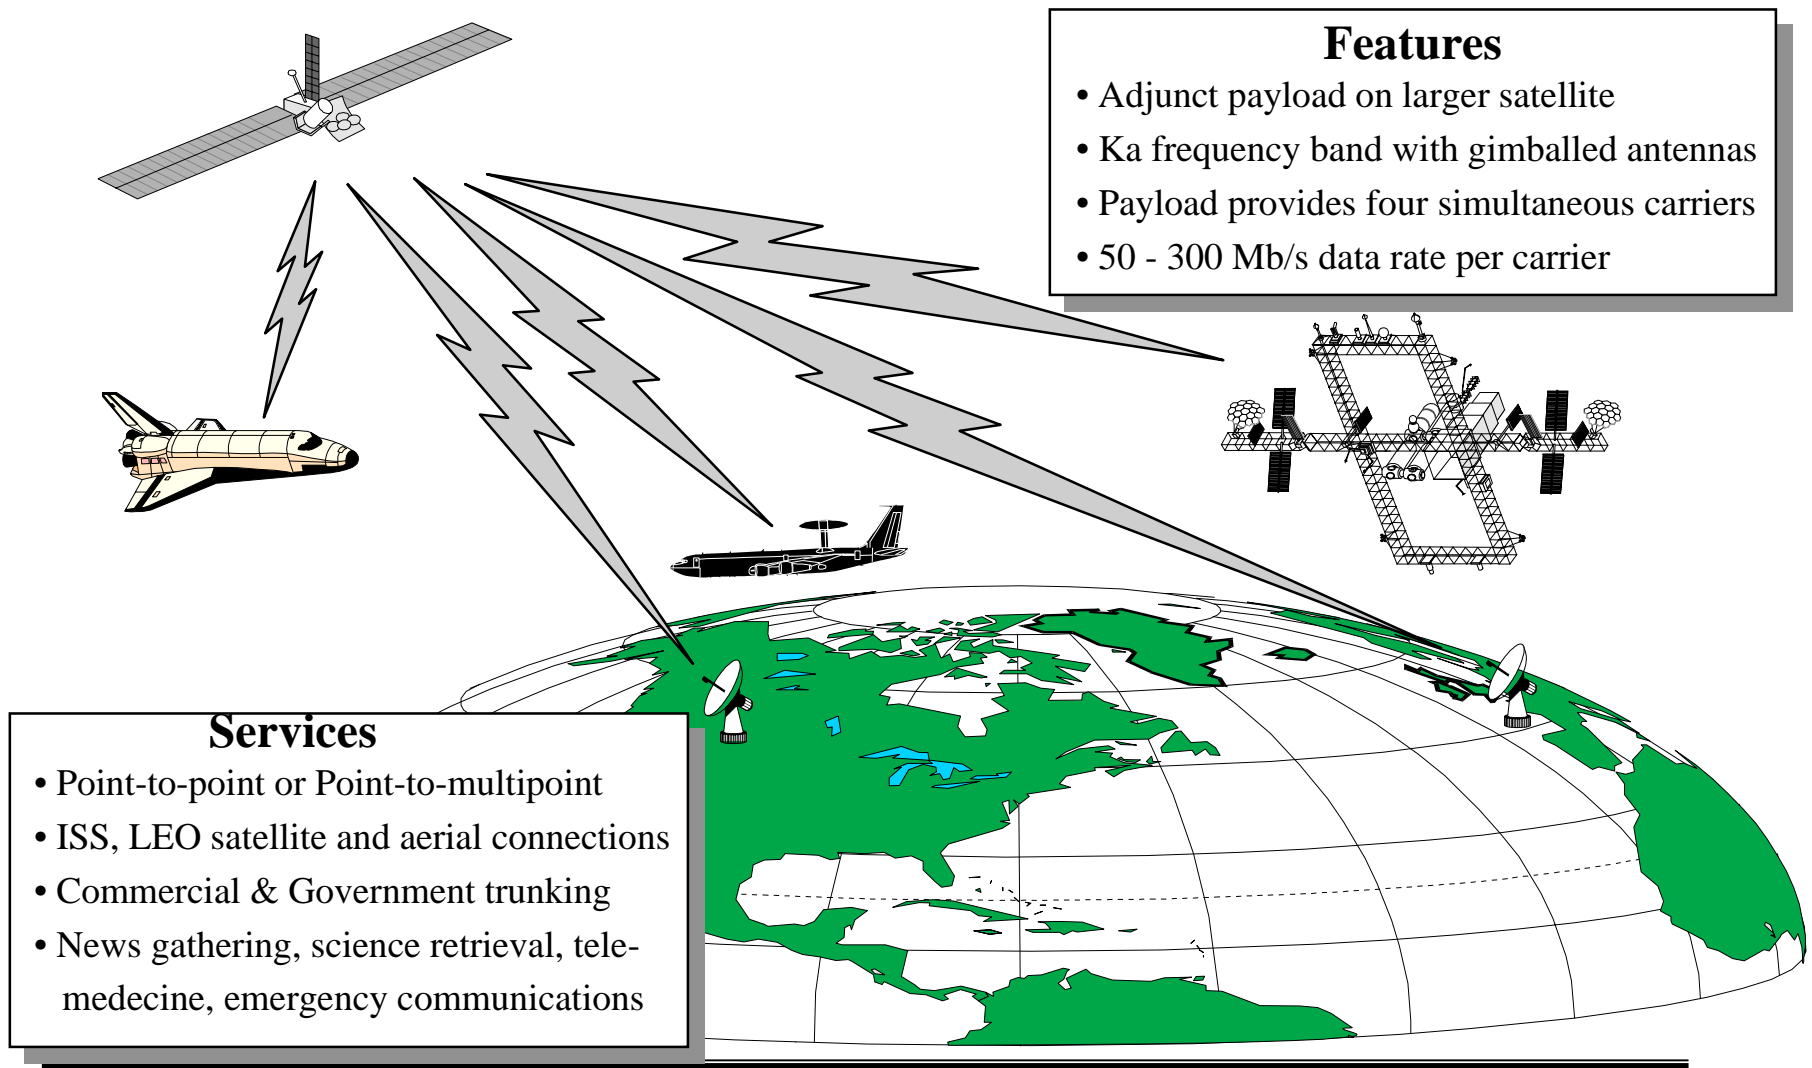 Features
• Adjunct payload on larger satellite
• Ka frequency band with gimballed antennas
• Payload provides four simultaneous carriers
• 50 - 300 Mb/s data rate per carrier
Services
• Point-to-point or Point-to-multipoint
• ISS, LEO satellite and aerial connections
• Commercial & Government trunking
• News gathering, science retrieval, tele-
medecine, emergency communications